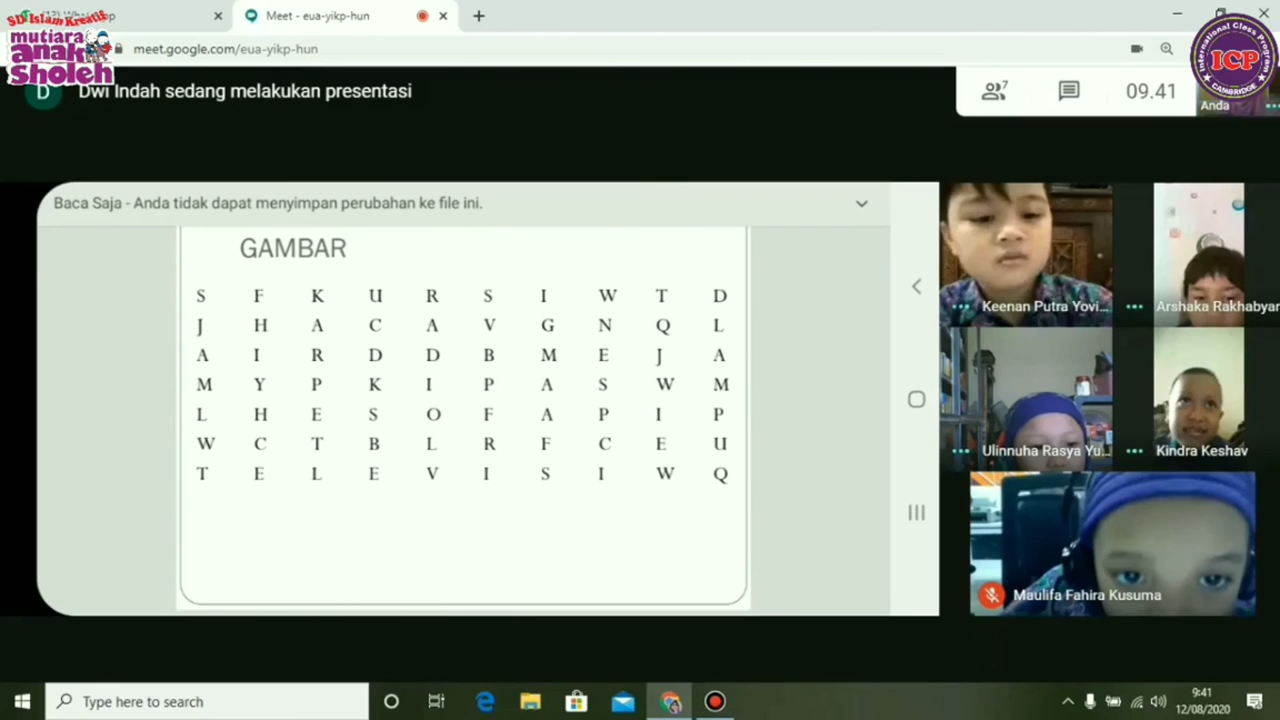 SD Islam Kreatif
mutiara
anak
Sholeh
Meet - eua-yikp-hun
meet.google.com/eua-yikp-hun
International Class Program
ICP
CAMBRIDGE
D
Dwi Indah sedang melakukan presentasi
7
09.41
Anda
Baca Saja - Anda tidak dapat menyimpan perubahan ke file ini.
GAMBAR
S F K U R S I W T D
J H A C A V G N Q L
A I R D D B M E J A
M Y P K I P A S W M
L H E S O F A P I P
W C T B L R F C E U
T E L E V I S I W Q
Keenan Putra Yovi...
Arshaka Rakhabyar
Ulinnuha Rasya Yu...
Kindra Keshav
Maulifa Fahira Kusuma
Type here to search
9:41
12/08/2020